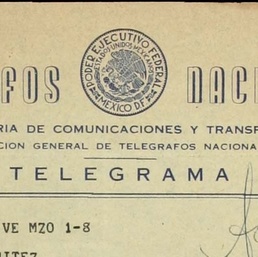 PODER EJECUTIVO FEDERAL
ESTADOS UNIDOS MEXICANOS
MEXICO DF
FOS NACI
RIA DE COMUNICACIONES Y TRANSP
CION GENERAL DE TELEGRAFOS NACIONA
TELEGRAMA
VE MZO 1-8